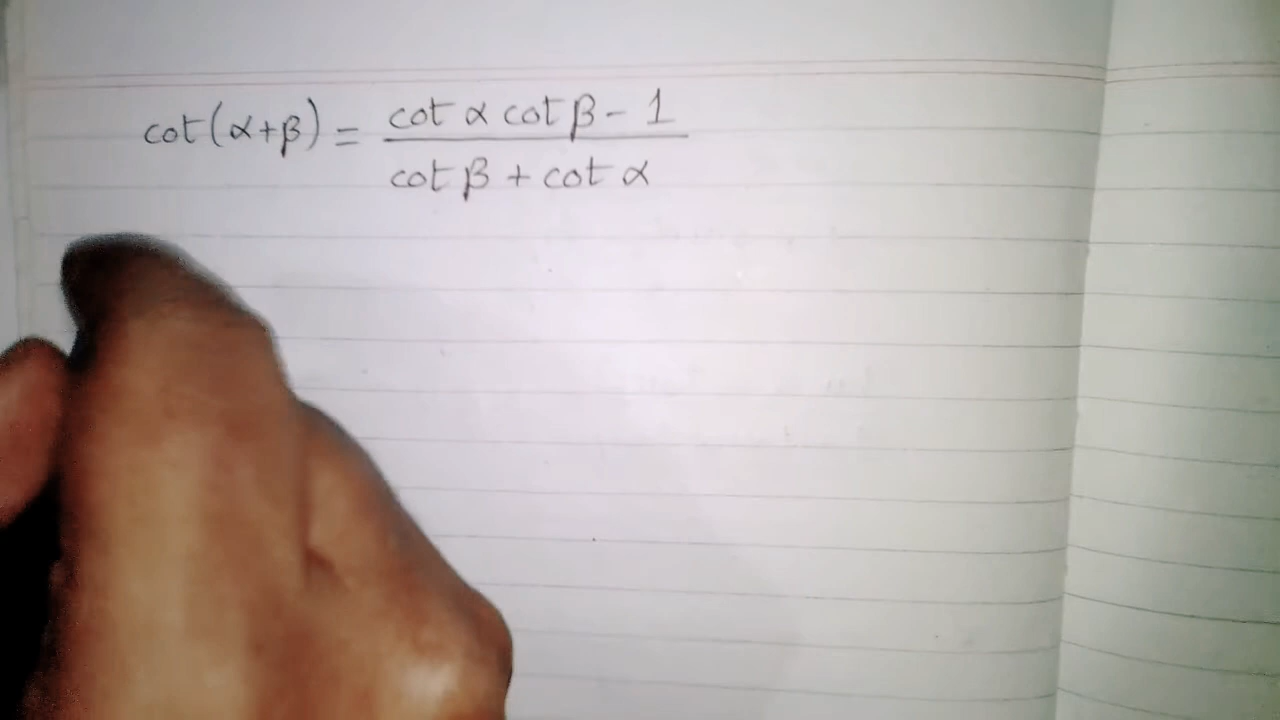 cot(α+β) = (cot α cot β - 1)/(cot β + cot α)